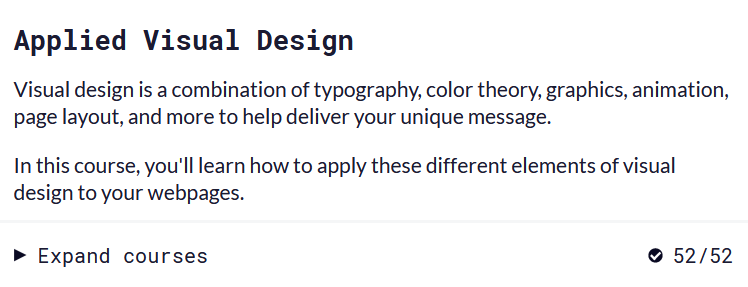 Applied Visual Design
Visual design is a combination of typography, color theory, graphics, animation,
page layout, and more to help deliver your unique message.
In this course, you'll learn how to apply these different elements of visual
design to your webpages.
Expand courses 52/52